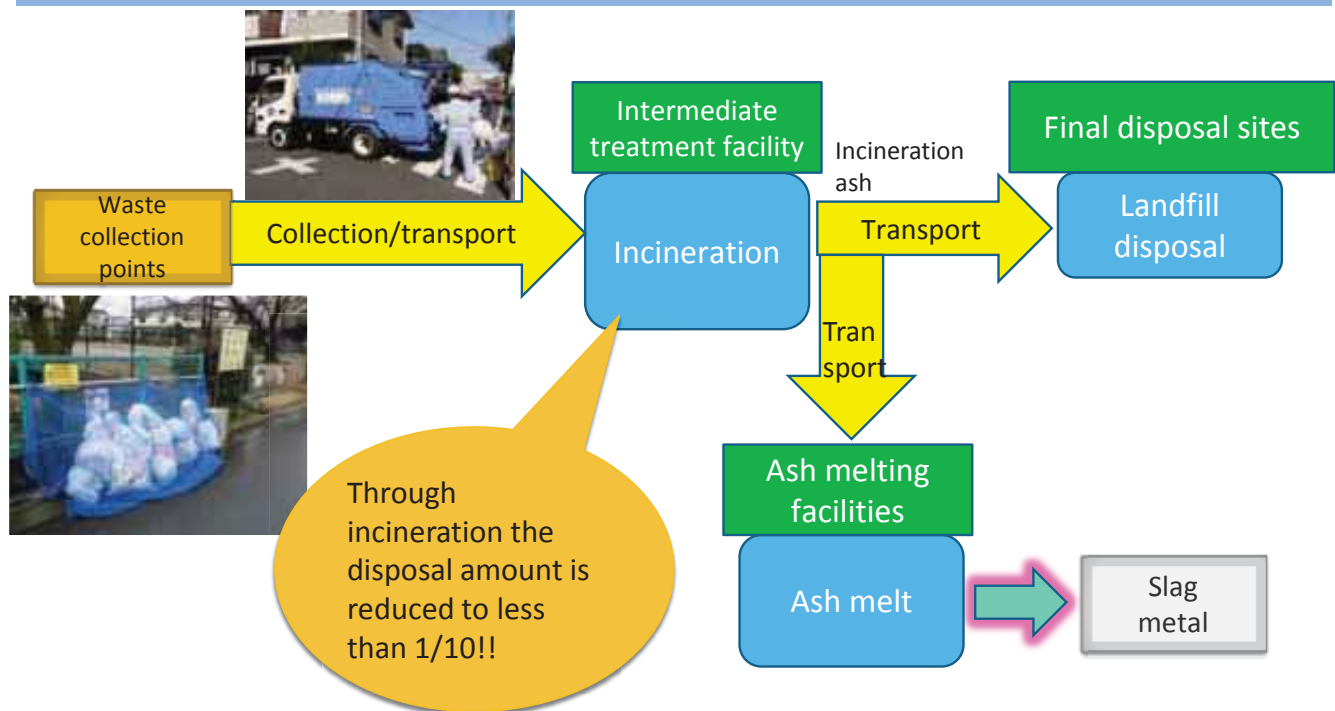 Waste
collection
points
Collection/transport
Intermediate
treatment facility
Incineration
Incineration
ash
Transport
Final disposal sites
Landfill
disposal
Tran
sport
Through
incineration the
disposal amount is
reduced to less
than 1/10!!
Ash melting
facilities
Ash melt
Slag
metal